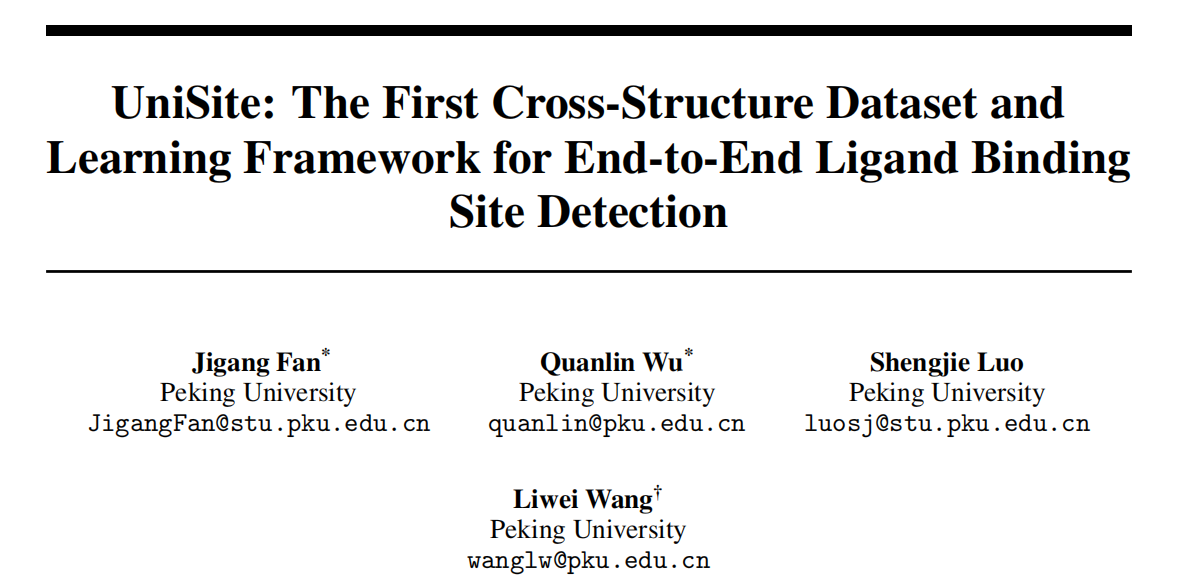 UniSite: The First Cross-Structure Dataset and
Learning Framework for End-to-End Ligand Binding
Site Detection
Jigang Fan*
Peking University
JigangFan@stu.pku.edu.cn
Quanlin Wu*
Peking University
quanlin@pku.edu.cn
Shengjie Luo
Peking University
luosj@stu.pku.edu.cn
Liwei Wang†
Peking University
wanglw@pku.edu.cn